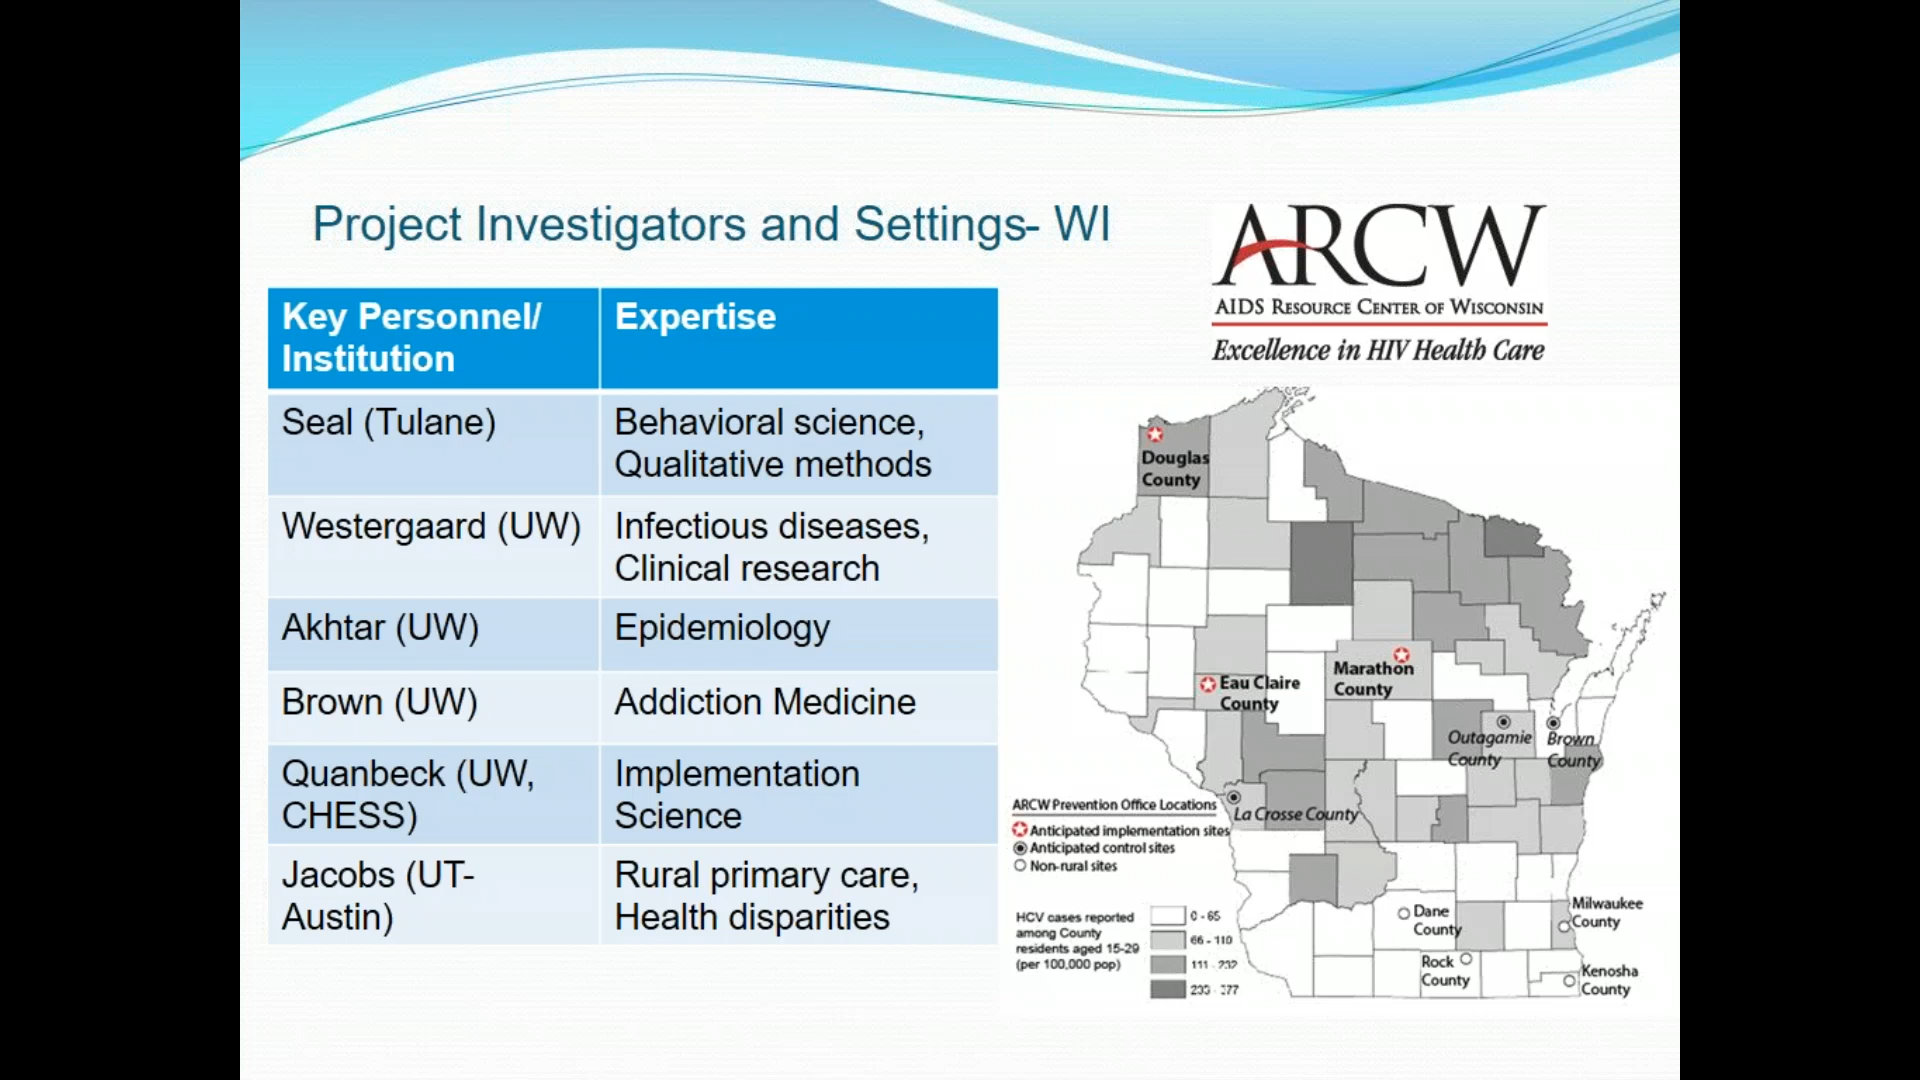 Project Investigators and Settings- WI
ARCW
AIDS RESOURCE CENTER OF WISCONSIN
Excellence in HIV Health Care
Key Personnel/
Institution
Expertise
Seal (Tulane)
Behavioral science,
Qualitative methods
Westergaard (UW)
Infectious diseases,
Clinical research
Akhtar (UW)
Epidemiology
Brown (UW)
Addiction Medicine
Quanbeck (UW,
CHESS)
Implementation
Science
Jacobs (UT-
Austin)
Rural primary care,
Health disparities
Douglas
County
Marathon
County
Eau Claire
County
Outagamie
County
Brown
County
La Crosse County
Dane
County
Milwaukee
County
Rock
County
Kenosha
County
ARCW Prevention Office Locations
Anticipated implementation sites
Anticipated control sites
Non-rural sites
HCV cases reported
among County
residents aged 15-29
(per 100,000 pop)
0 - 65
66 - 110
111 - 232
233 - 377